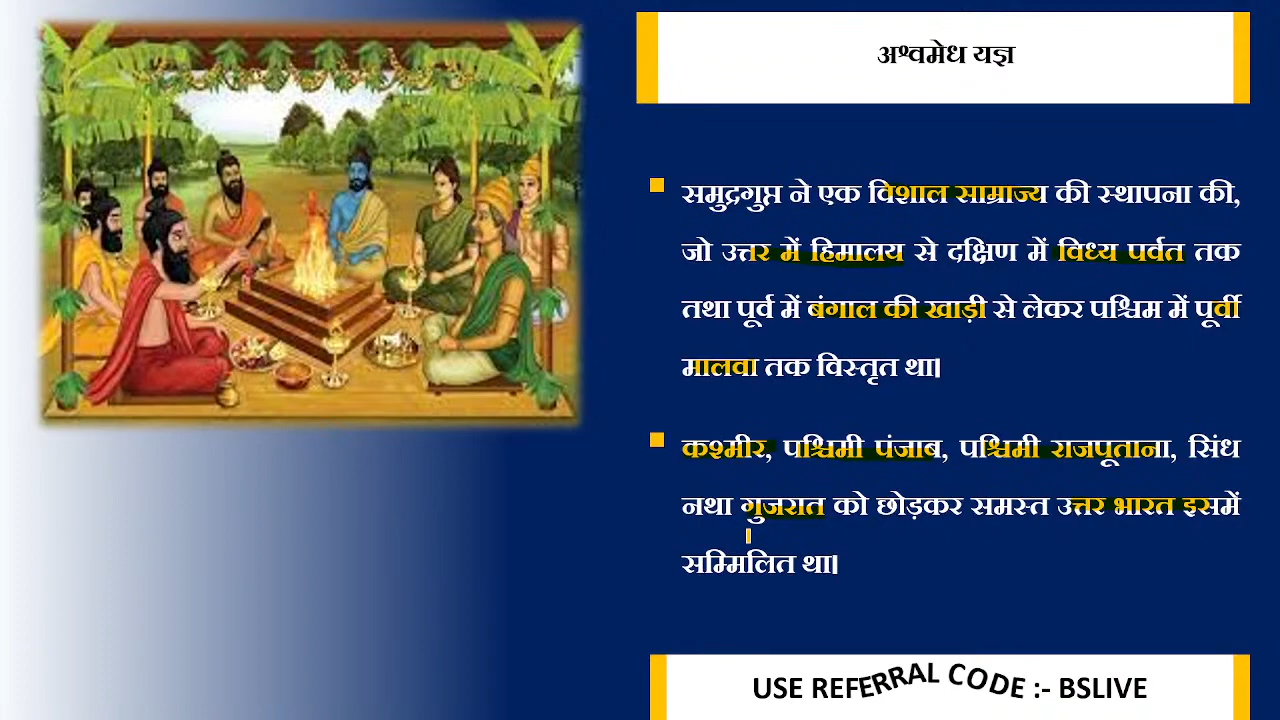 अश्वमेध यज्ञ
समुद्रगुप्त ने एक विशाल साम्राज्य की स्थापना की,
जो उत्तर में हिमालय से दक्षिण में विध्य पर्वत तक
तथा पूर्व में बंगाल की खाड़ी से लेकर पश्चिम में पूर्वी
मालवा तक विस्तृत था।
कश्मीर, पश्चिमी पंजाब, पश्चिमी राजपूताना, सिंध
नथा गुजरात को छोड़कर समस्त उत्तर भारत इसमें
सम्मिलित था।
USE REFERRAL CODE :- BSLIVE